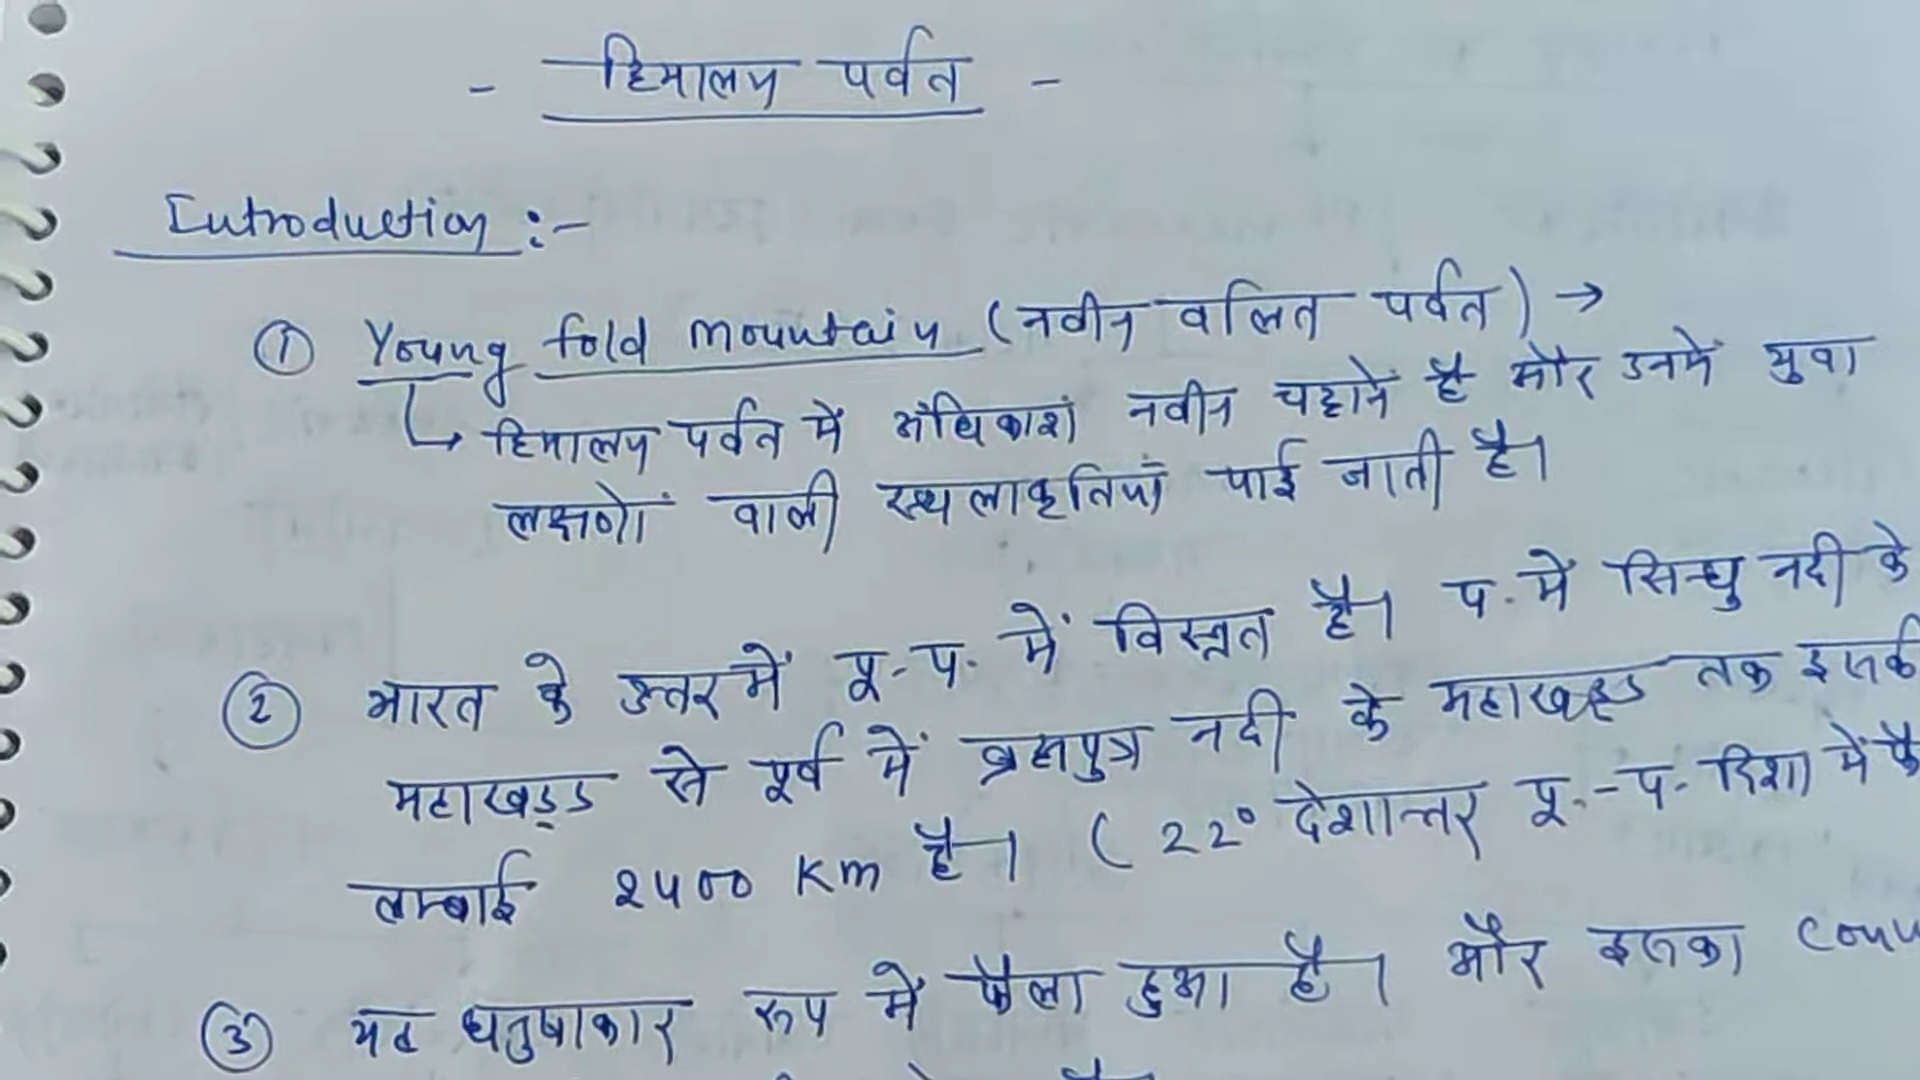 - हिमालय पर्वत -
Introduction :-
① Young fold mountain (नवीन वलित पर्वत) →
↳ हिमालय पर्वत में अधिकाशं नवीन चट्टाने है और उनमें युवा
लक्षणों वाली स्थलाकृतियाँ पाई जाती है।
② भारत के उत्तर में पू.-प. में विस्तृत है। प. में सिन्धु नदी के
महाखड्ड से पूर्व में ब्रह्मपुत्र नदी के महाखड्ड तक इसकी
लम्बाई 2400 Km है। ( 22° देशान्तर पू.-प. दिशा में
③ यह धनुषाकार रूप में फैला हुआ है। और इसका